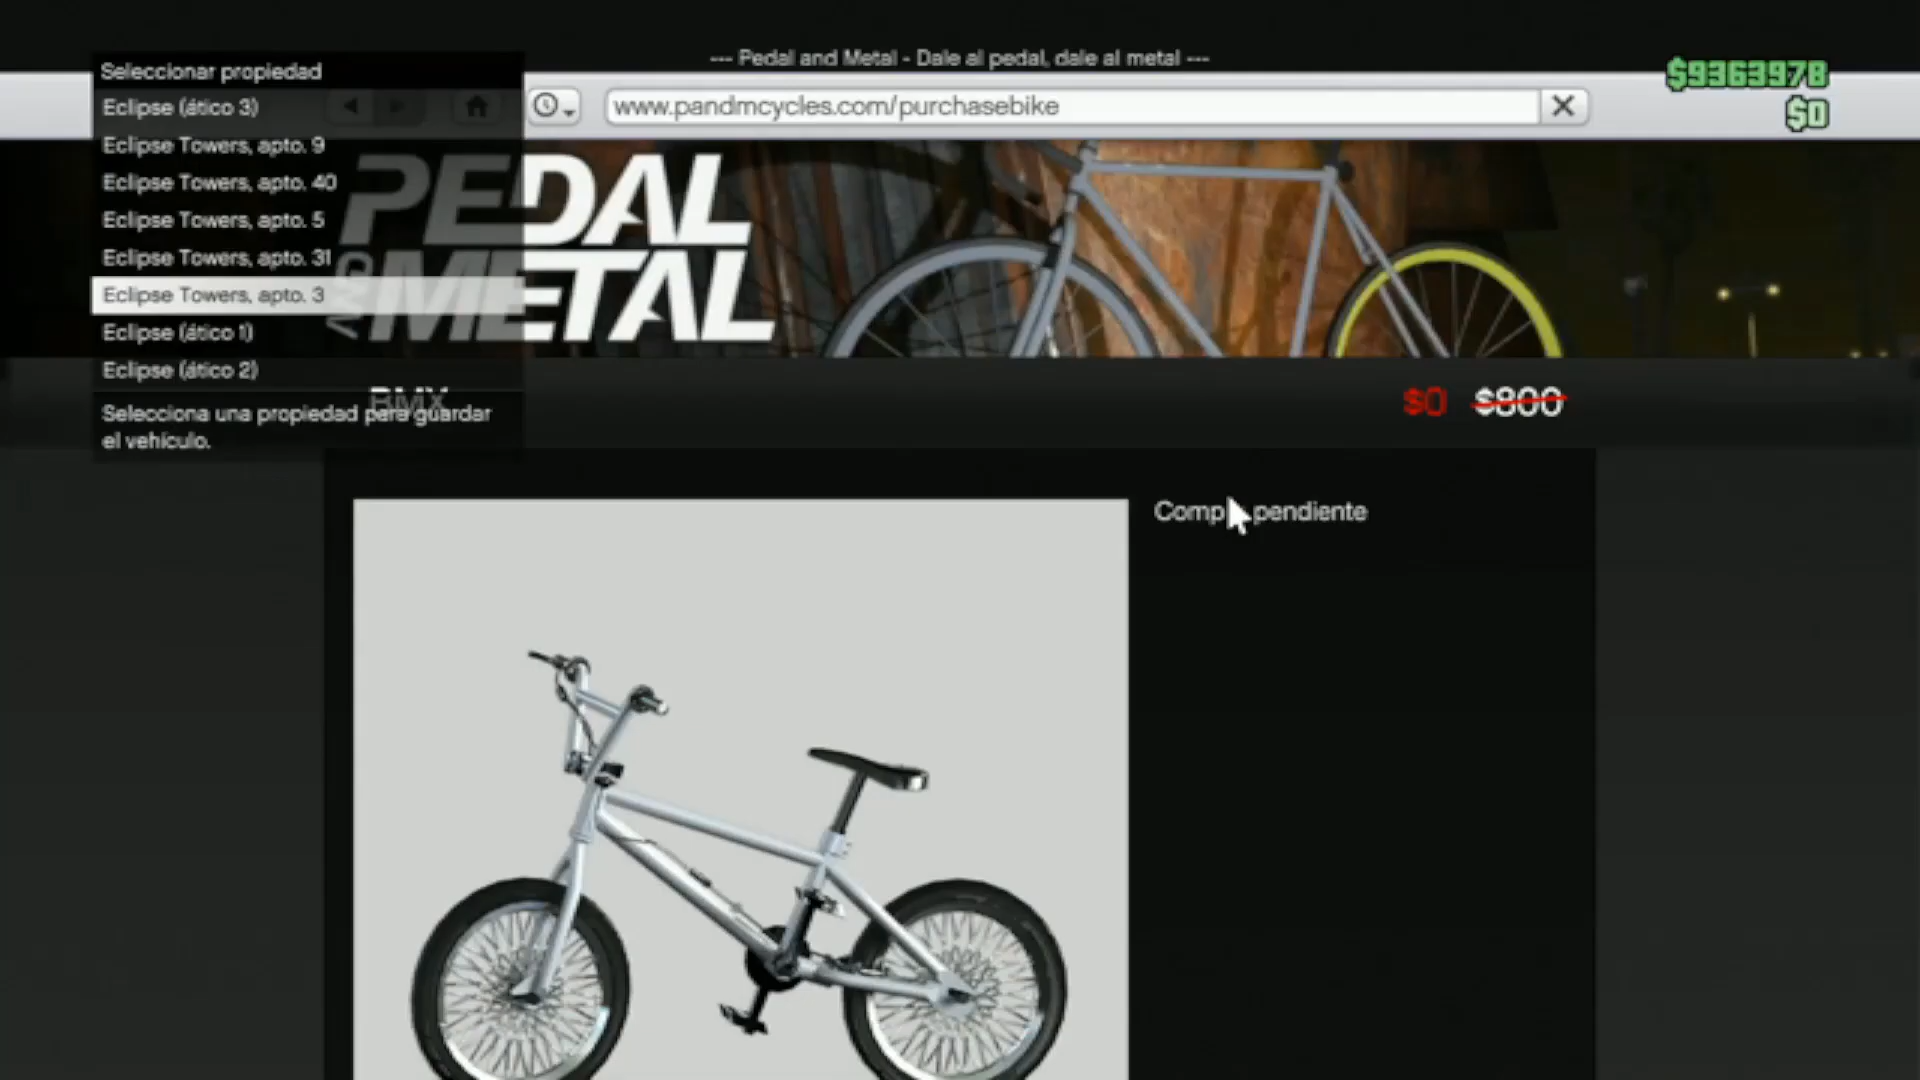 --- Pedal and Metal - Dale al pedal, dale al metal ---
$9363978
$0
www.pandmcycles.com/purchasebike
Seleccionar propiedad
Eclipse (ático 3)
Eclipse Towers, apto. 9
Eclipse Towers, apto. 40
Eclipse Towers, apto. 5
Eclipse Towers, apto. 31
Eclipse Towers, apto. 3
Eclipse (ático 1)
Eclipse (ático 2)
Selecciona una propiedad para guardar
el vehículo.
PEDAL
AND METAL
BMX
$0 $800
Comp pendiente